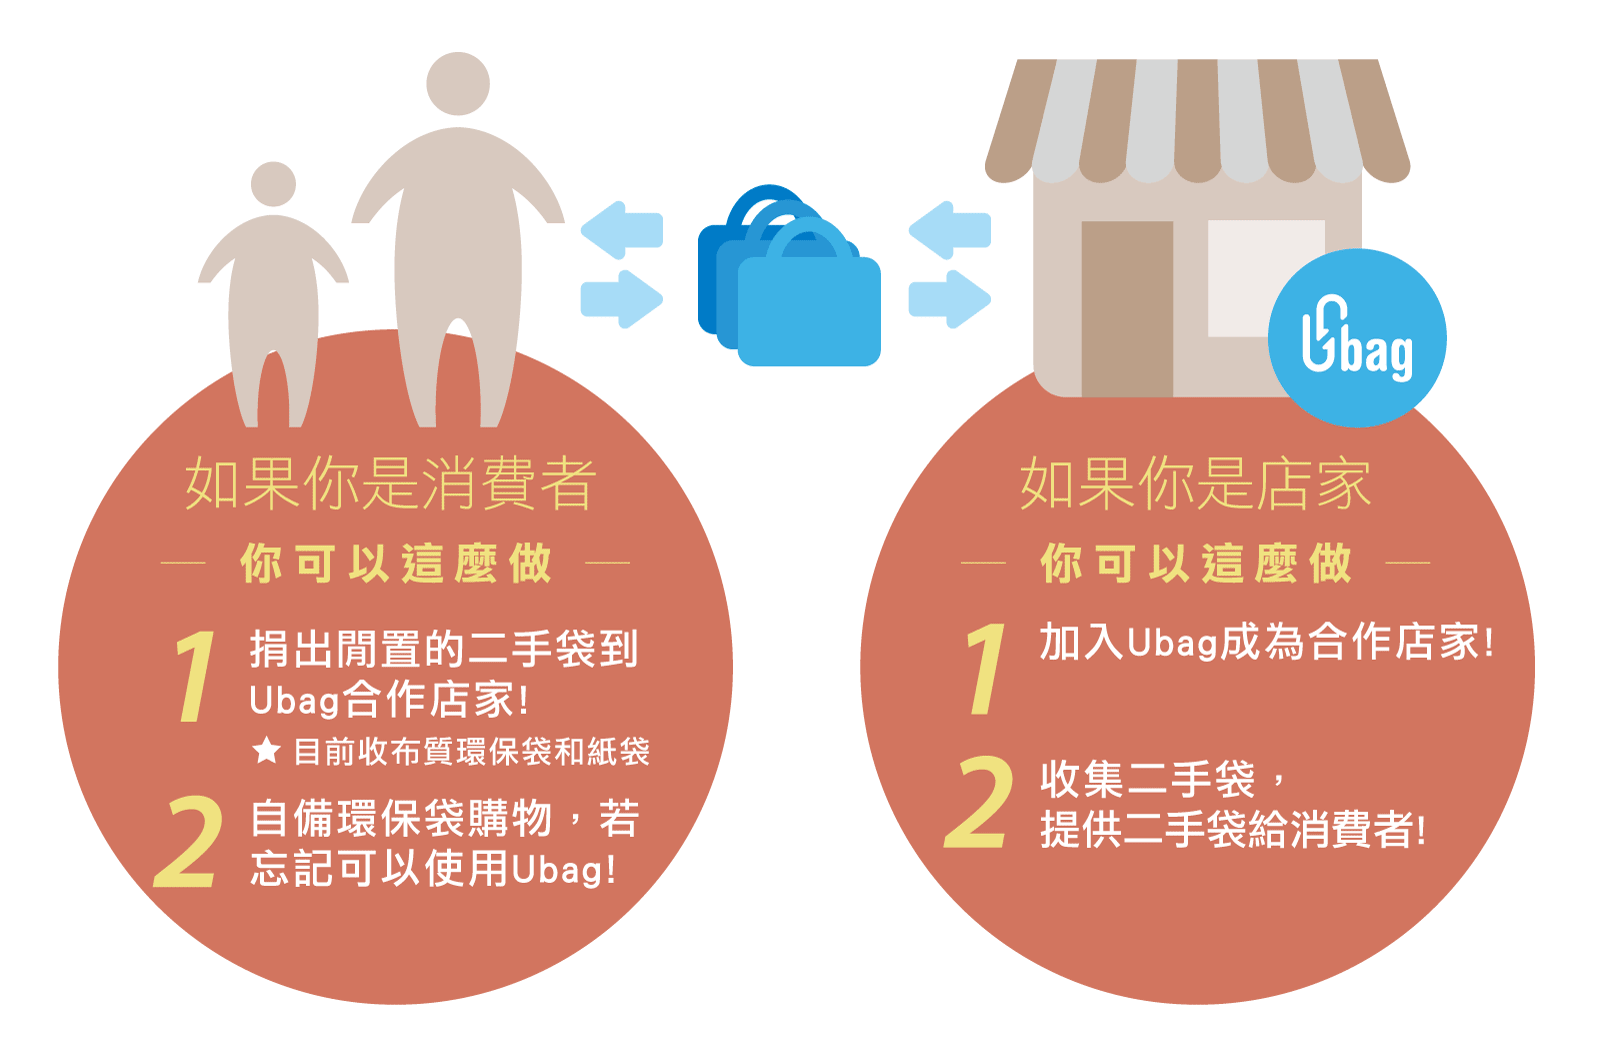 Ubag
如果你是消費者
你可以這麼做
1
捐出閒置的二手袋到
Ubag合作店家!
★ 目前收布質環保袋和紙袋
2
自備環保袋購物，若
忘記可以使用Ubag!
如果你是店家
你可以這麼做
1
加入Ubag成為合作店家!
2
收集二手袋，
提供二手袋給消費者!